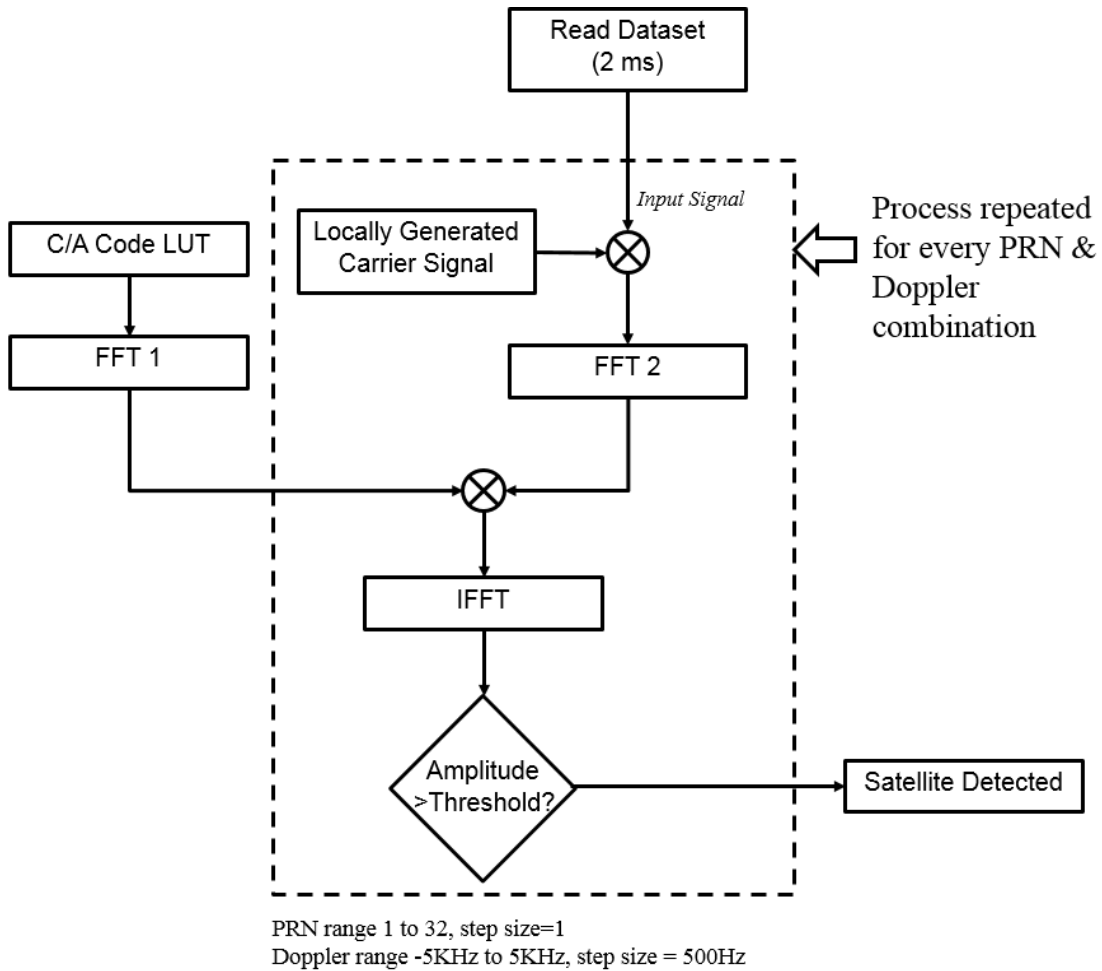 Read Dataset
(2 ms)
Input Signal
Locally Generated
Carrier Signal
C/A Code LUT
Process repeated
for every PRN &
Doppler
combination
FFT 1
FFT 2
IFFT
Amplitude
>Threshold?
Satellite Detected
PRN range 1 to 32, step size=1
Doppler range -5KHz to 5KHz, step size = 500Hz